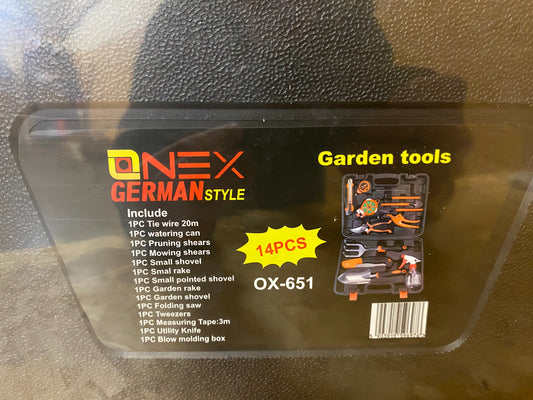 ONEX
GERMAN STYLE
Garden tools
Include
1PC Tie wire 20m
1PC watering can
1PC Pruning shears
1PC Mowing shears
1PC Small shovel
1PC Smal rake
1PC Small pointed shovel
1PC Garden rake
1PC Garden shovel
1PC Folding saw
1PC Tweezers
1PC Measuring Tape:3m
1PC Utility Knife
1PC Blow molding box
14PCS
OX-651